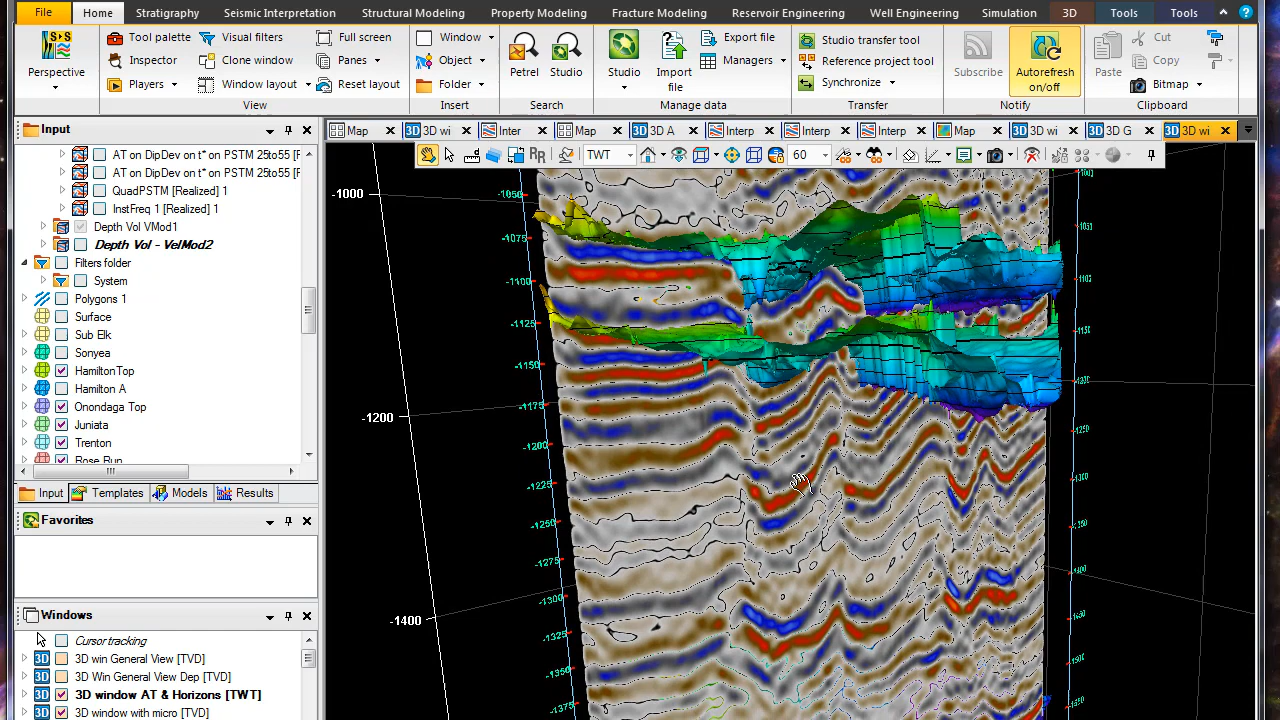 File
Home
Stratigraphy
Seismic Interpretation
Structural Modeling
Property Modeling
Fracture Modeling
Reservoir Engineering
Well Engineering
Simulation
3D
Tools
Tools
Perspective
Tool palette
Inspector
Players
Visual filters
Clone window
Window layout
Full screen
Panes
Reset layout
View
Window
Object
Folder
Insert
Petrel
Studio
Search
Studio
Import file
Export file
Managers
Manage data
Studio transfer tool
Reference project tool
Synchronize
Transfer
Subscribe
Autorefresh on/off
Notify
Paste
Cut
Copy
Bitmap
Clipboard
Input
Map
3D wi
Inter
Map
3D A
Interp
Interp
Interp
Map
3D wi
3D G
3D wi
TWT
60
AT on DipDev on t* on PSTM 25to55 [F
AT on DipDev on t* on PSTM 25to55 [F
QuadPSTM [Realized] 1
InstFreq 1 [Realized] 1
Depth Vol VMod1
Depth Vol - VelMod2
Filters folder
System
Polygons 1
Surface
Sub Elk
Sonyea
HamiltonTop
Hamilton A
Onondaga Top
Juniata
Trenton
Rose Run
Input
Templates
Models
Results
Favorites
Windows
Cursor tracking
3D win General View [TVD]
3D Win General View Dep [TVD]
3D window AT & Horizons [TWT]
3D window with micro [TVD]
-1000
-1200
-1400
-1050
-1075
-1100
-1125
-1150
-1175
-1200
-1225
-1250
-1275
-1300
-1325
-1350
-1375